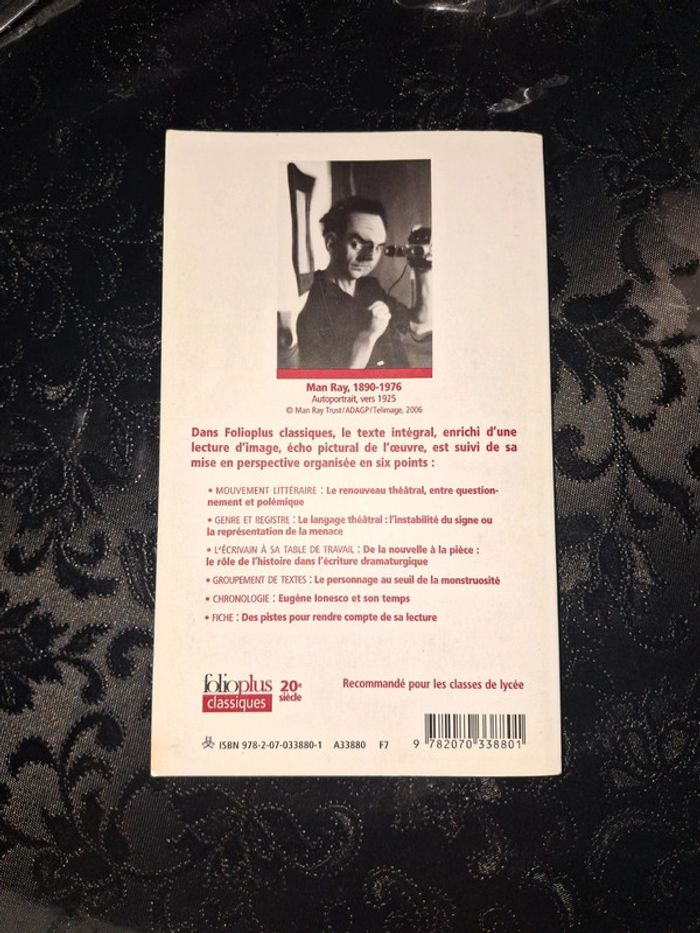 Man Ray, 1890-1976
Autoportrait, vers 1925
© Man Ray Trust/ADAGP/Telimage, 2006
Dans Folioplus classiques, le texte intégral, enrichi d'une
lecture d'image, écho pictural de l'œuvre, est suivi de sa
mise en perspective organisée en six points :
• MOUVEMENT LITTÉRAIRE : Le renouveau théâtral, entre question-
nement et polémique
• GENRE ET REGISTRE : Le langage théâtral : l'instabilité du signe ou
la représentation de la menace
• L'ÉCRIVAIN À SA TABLE DE TRAVAIL : De la nouvelle à la pièce :
le rôle de l'histoire dans l'écriture dramaturgique
• GROUPEMENT DE TEXTES : Le personnage au seuil de la monstruosité
• CHRONOLOGIE : Eugène Ionesco et son temps
• FICHE : Des pistes pour rendre compte de sa lecture
folioplus
classiques
20e
siècle
Recommandé pour les classes de lycée
ISBN 978-2-07-033880-1 A33880 F7
9 782070 338801